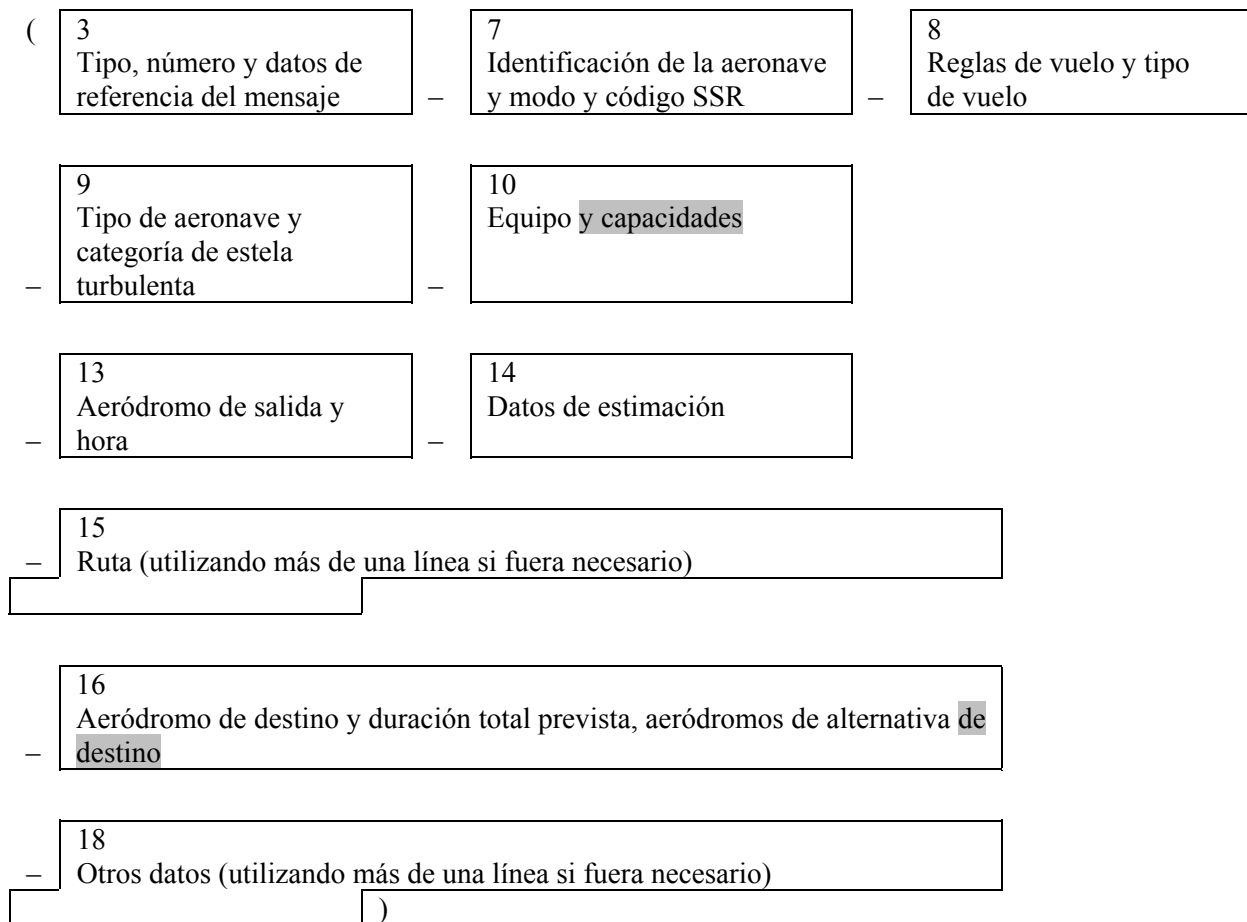 ( 3 7 8
Tipo, número y datos de Identificación de la aeronave Reglas de vuelo y tipo
referencia del mensaje – y modo y código SSR – de vuelo
9 10
Tipo de aeronave y Equipo y capacidades
categoría de estela
– turbulenta –
13 14
Aeródromo de salida y Datos de estimación
– hora –
15
– Ruta (utilizando más de una línea si fuera necesario)
16
Aeródromo de destino y duración total prevista, aeródromos de alternativa de
– destino
18
– Otros datos (utilizando más de una línea si fuera necesario)
)